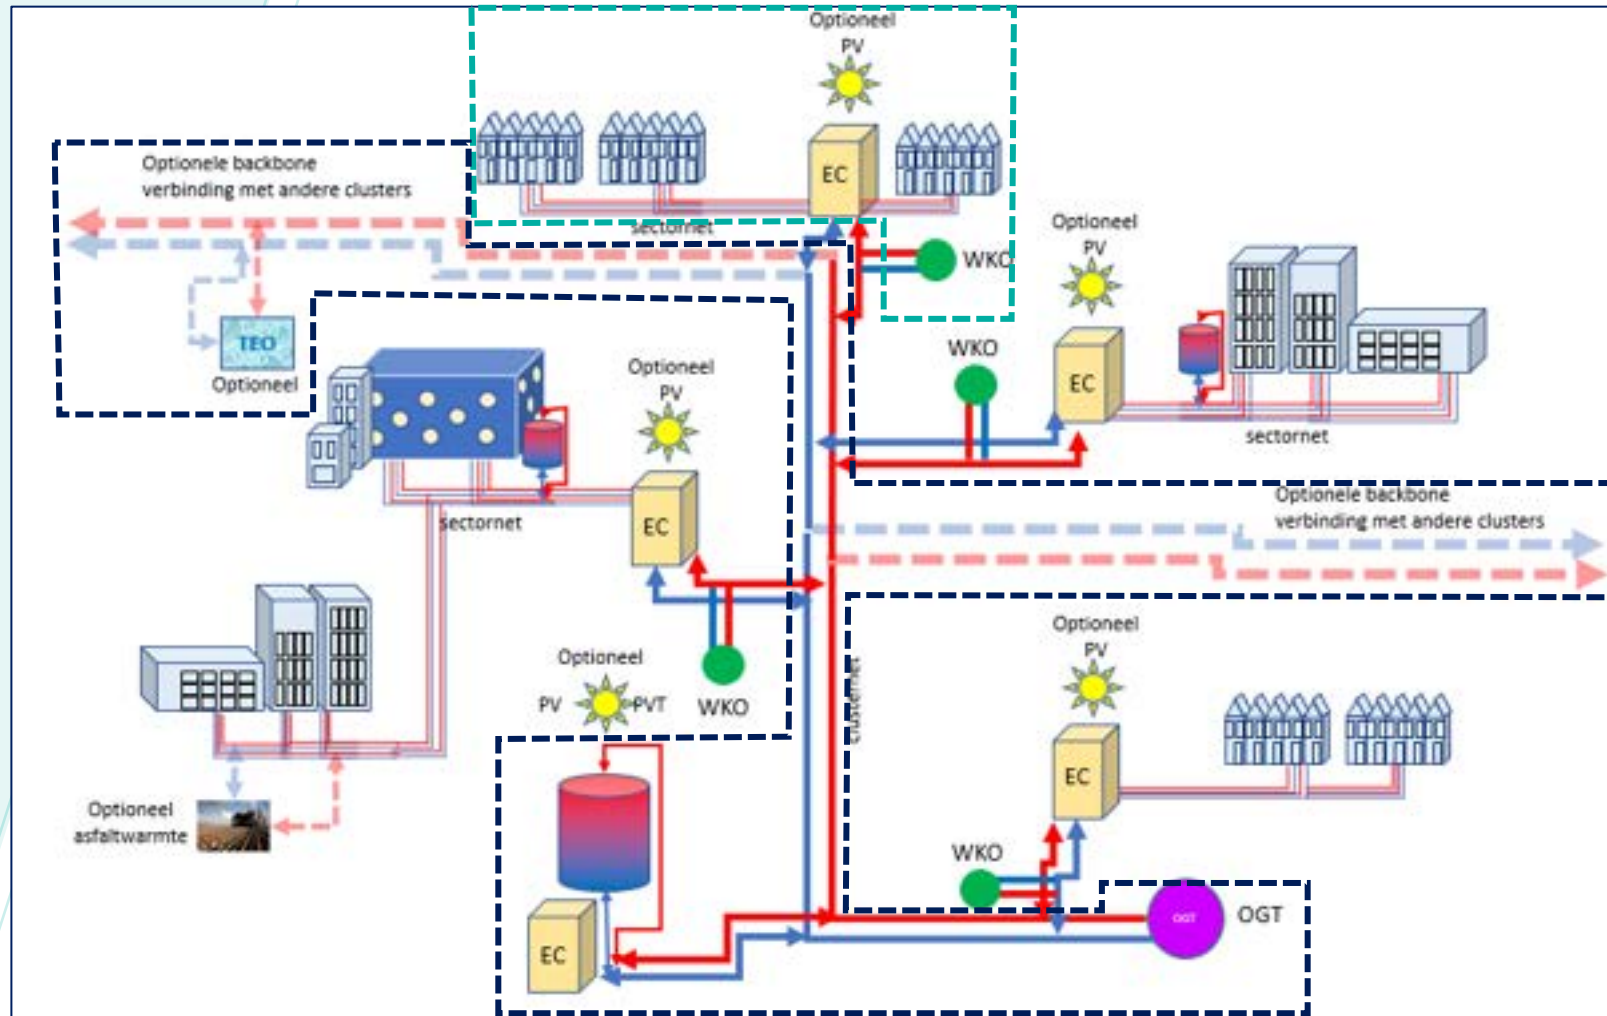 Optioneel
PV
EC
sectornet
WKO
Optionele backbone
verbinding met andere clusters
TEO
Optioneel
Optioneel
PV
EC
sectornet
WKO
Optioneel
PV
WKO
EC
sectornet
Optionele backbone
verbinding met andere clusters
Optioneel
PV PVT
WKO
clusternet
Optioneel
PV
EC
WKO
Optioneel
asfaltwarmte
EC
OGT
OGT